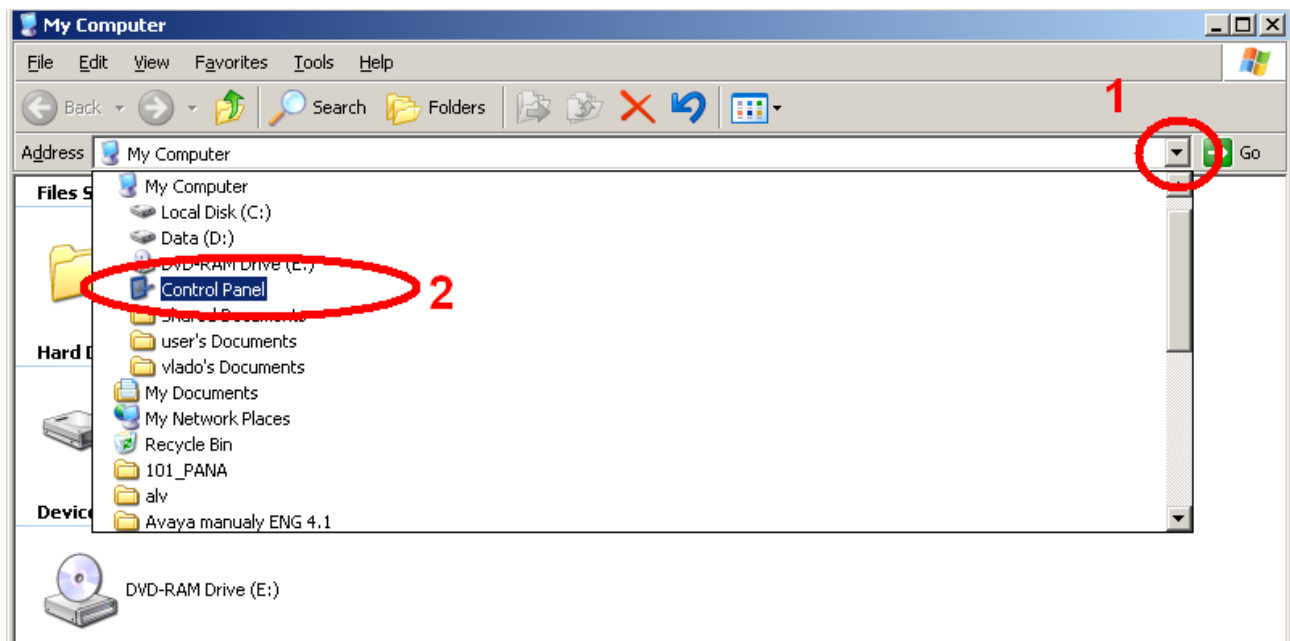 My Computer
File Edit View Favorites Tools Help
Back Search Folders
1
Address My Computer Go
Files S
My Computer
Local Disk (C:)
Data (D:)
DVD-RAM Drive (E:)
Control Panel
2
Shared Documents
user's Documents
Hard D
vlado's Documents
My Documents
My Network Places
Recycle Bin
101_PANA
alv
Device
Avaya manualy ENG 4.1
DVD-RAM Drive (E:)